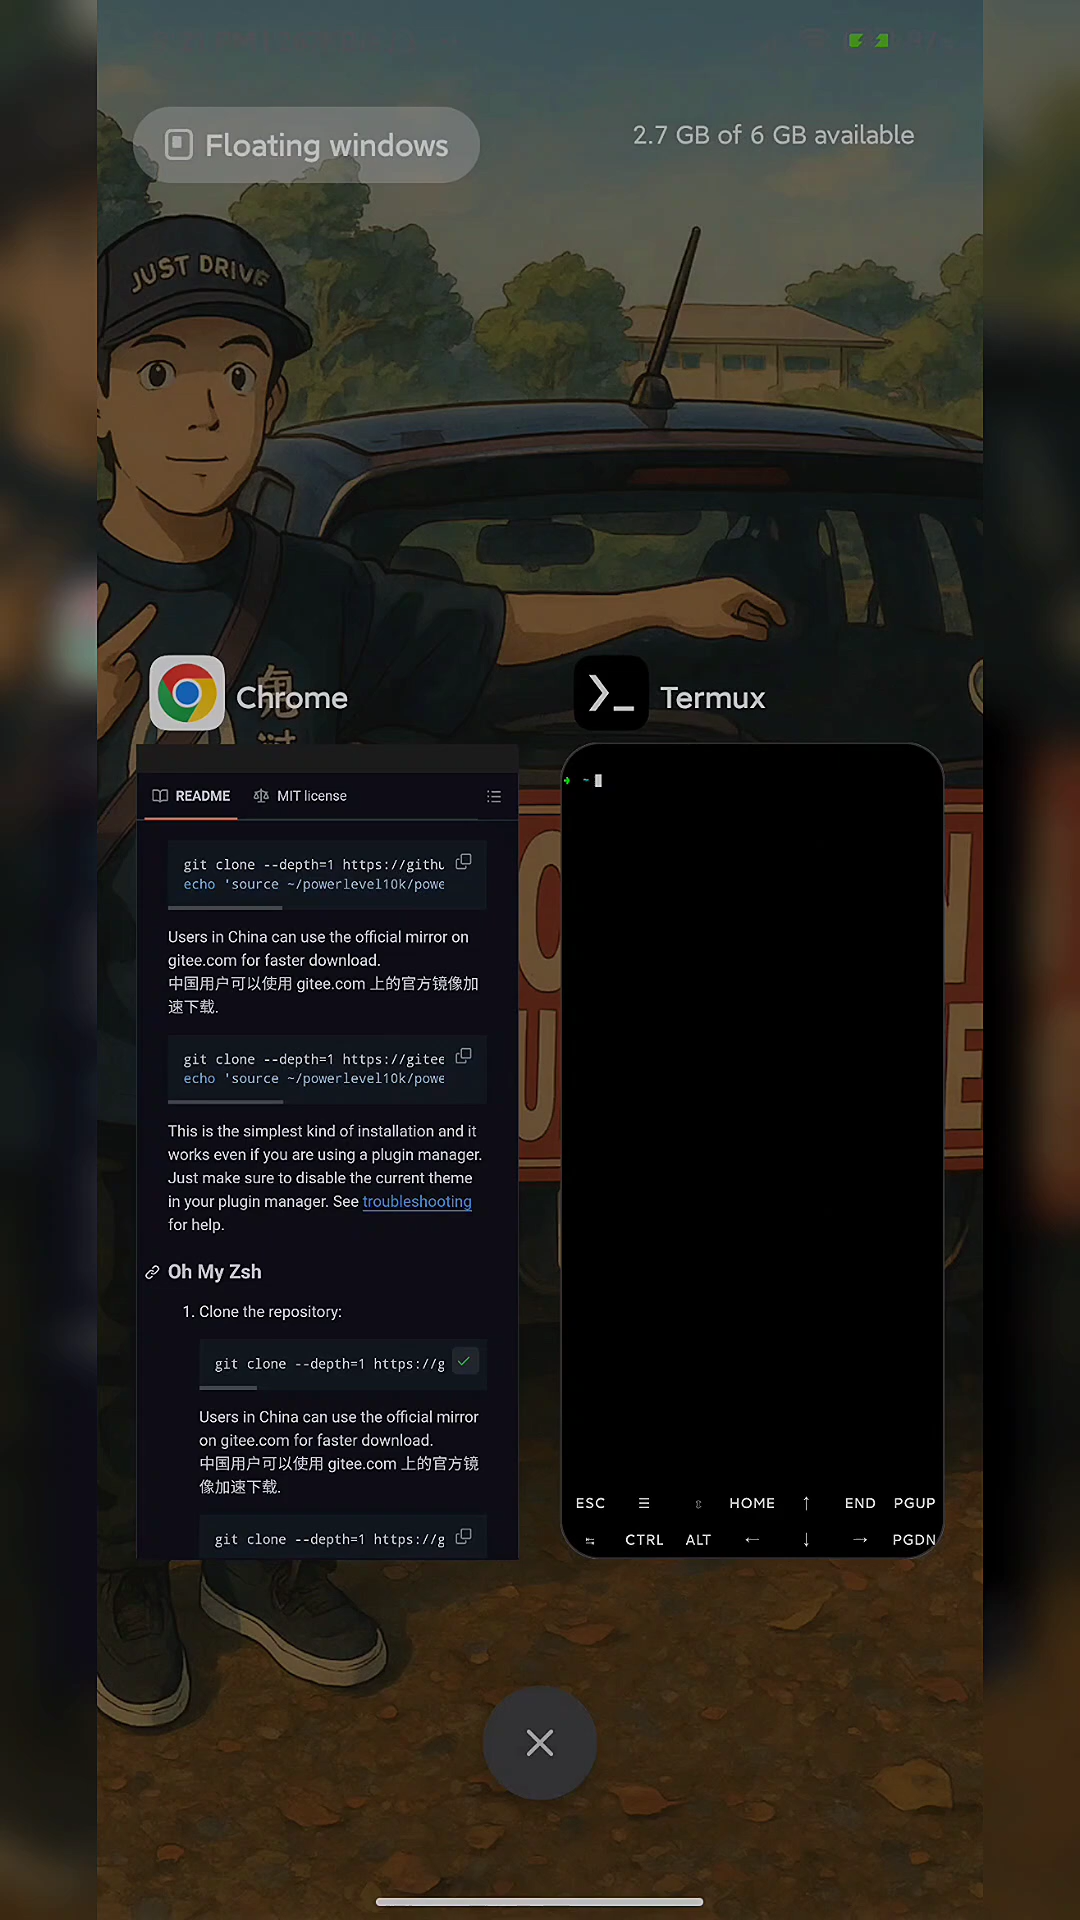 Floating windows
2.7 GB of 6 GB available
JUST DRIVE
Chrome
Termux
README
MIT license
git clone --depth=1 https://githu
echo 'source ~/powerlevel10k/powe
Users in China can use the official mirror on
gitee.com for faster download.
中国用户可以使用 gitee.com 上的官方镜像加
速下载.
git clone --depth=1 https://gitee
echo 'source ~/powerlevel10k/powe
This is the simplest kind of installation and it
works even if you are using a plugin manager.
Just make sure to disable the current theme
in your plugin manager. See troubleshooting
for help.
Oh My Zsh
1. Clone the repository:
git clone --depth=1 https://g
Users in China can use the official mirror
on gitee.com for faster download.
中国用户可以使用 gitee.com 上的官方镜
像加速下载.
git clone --depth=1 https://g
~
ESC ☰ ⇳ HOME ↑ END PGUP
⇆ CTRL ALT ← ↓ → PGDN